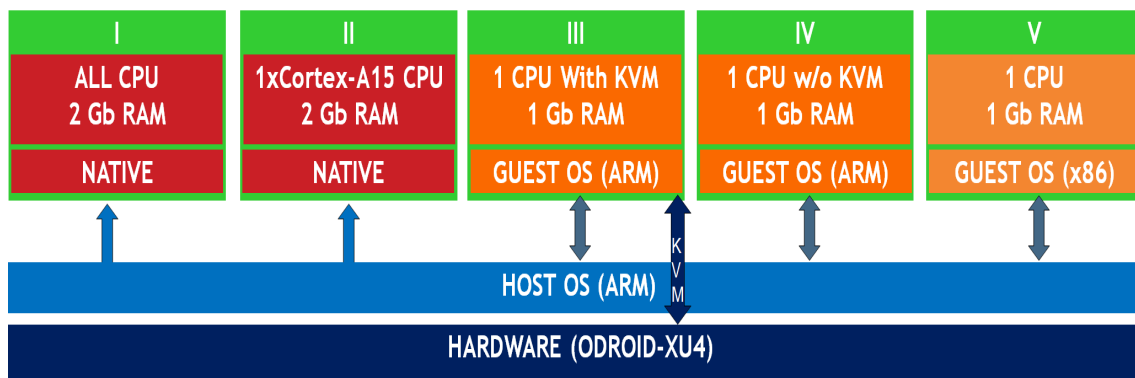 I
ALL CPU
2 Gb RAM
NATIVE
II
1xCortex-A15 CPU
2 Gb RAM
NATIVE
III
1 CPU With KVM
1 Gb RAM
GUEST OS (ARM)
IV
1 CPU w/o KVM
1 Gb RAM
GUEST OS (ARM)
V
1 CPU
1 Gb RAM
GUEST OS (x86)
KVM
HOST OS (ARM)
HARDWARE (ODROID-XU4)